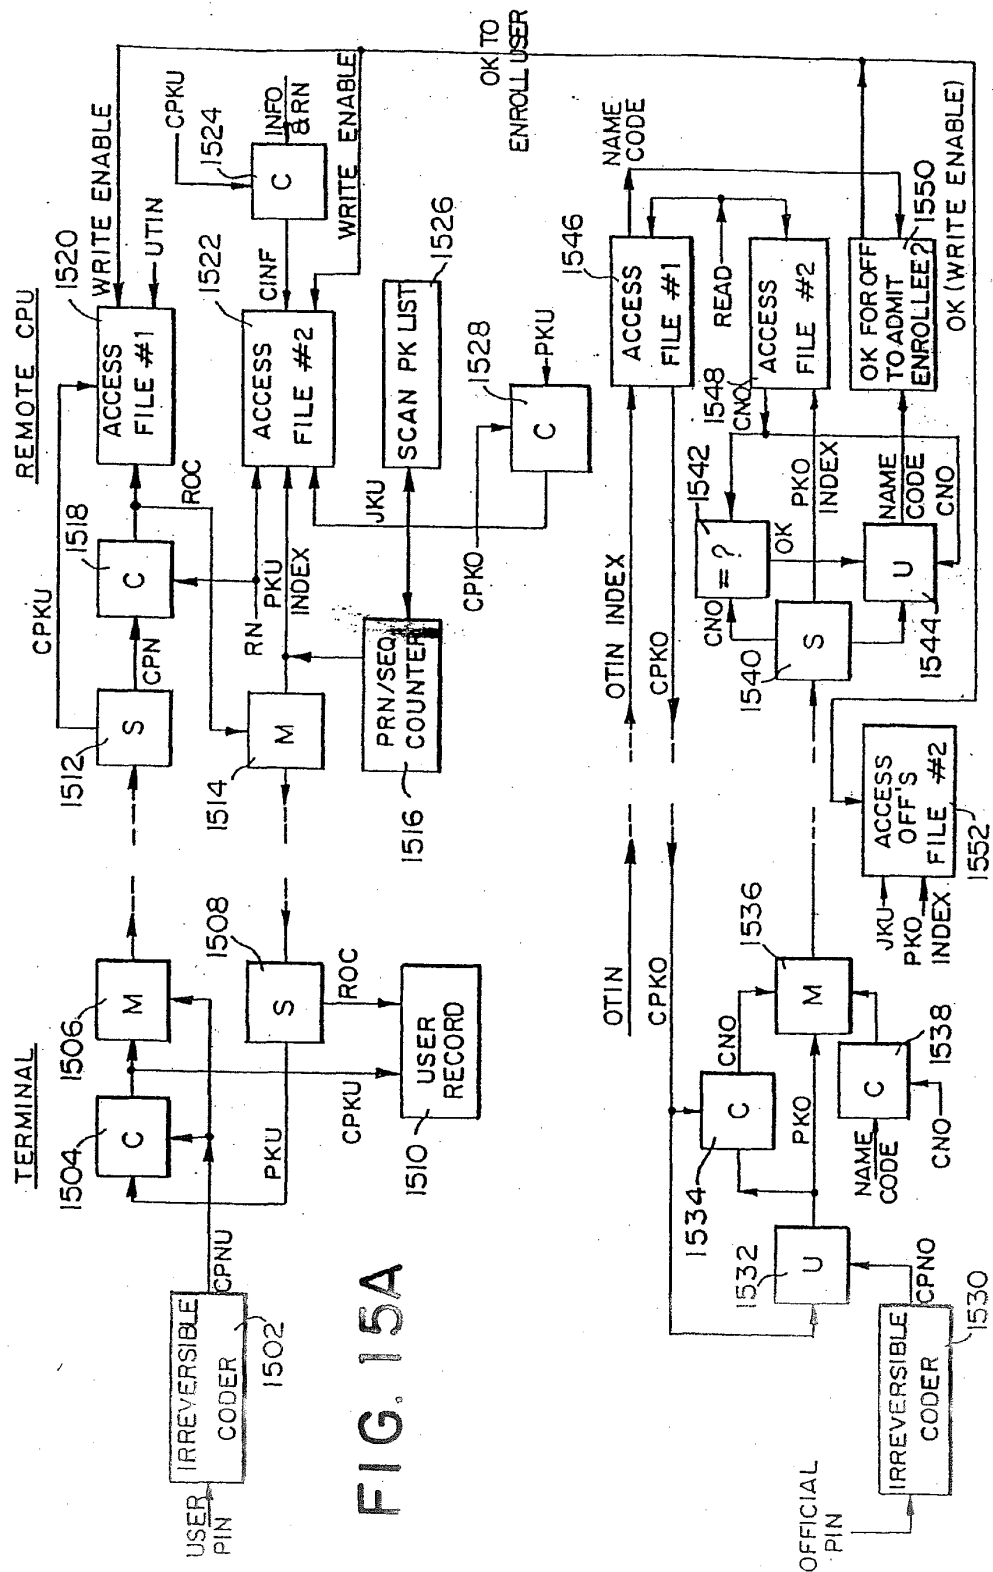 TERMINAL
REMOTE CPU
USER
PIN
IRREVERSIBLE
CODER
1502
CPNU
1504
C
1506
M
PKU
CPKU
1508
S
ROC
USER
RECORD
1510
1512
S
CPKU
CPN
1518
C
ROC
RN
PKU
INDEX
1514
M
PRN/SEQ.
COUNTER
1516
1520
ACCESS
FILE #1
WRITE ENABLE
UTIN
1522
ACCESS
FILE #2
CINF
CPKU
1524
C
INFO
& RN
WRITE ENABLE
JKU
SCAN PK LIST
1526
1528
C
PKU
CPKO
OK TO
ENROLL USER
FIG. 15A
OTIN
OTIN INDEX
CPKO
CPKO
1546
ACCESS
FILE #1
NAME
CODE
READ
1548
ACCESS
FILE #2
CNO
1542
= ?
CNO
OK
PKO
INDEX
1540
S
1544
U
NAME
CODE
CNO
OK FOR OFF
TO ADMIT
ENROLLEE?
1550
OK (WRITE ENABLE)
OFFICIAL
PIN
IRREVERSIBLE
CODER
1530
CPNO
1532
U
1534
C
CNO
PKO
1536
M
1538
C
NAME
CODE
CNO
JKU
PKO
INDEX
ACCESS
OFF'S
FILE #2
1552